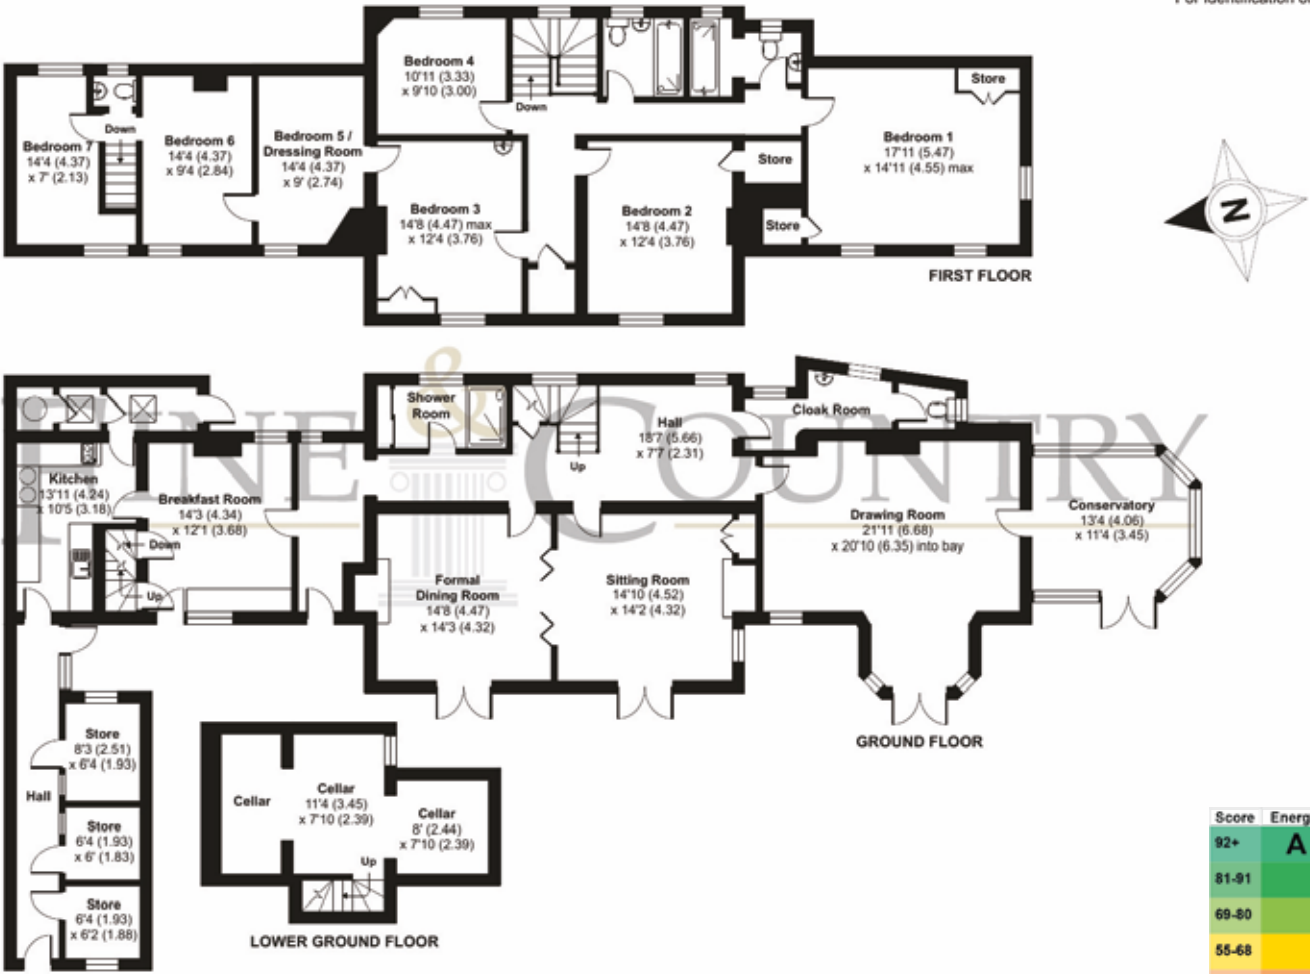 Bedroom 4
10'11 (3.33)
x 9'10 (3.00)
Down
Store
Bedroom 7
14'4 (4.37)
x 7' (2.13)
Down
Bedroom 6
14'4 (4.37)
x 9'4 (2.84)
Bedroom 5 /
Dressing Room
14'4 (4.37)
x 9' (2.74)
Bedroom 3
14'8 (4.47) max
x 12'4 (3.76)
Bedroom 2
14'8 (4.47)
x 12'4 (3.76)
Store
Store
Bedroom 1
17'11 (5.47)
x 14'11 (4.55) max
N
FIRST FLOOR
FINE & COUNTRY
Shower
Room
Hall
18'7 (5.66)
x 7'7 (2.31)
Up
Cloak Room
Kitchen
13'11 (4.24)
x 10'5 (3.18)
Breakfast Room
14'3 (4.34)
x 12'1 (3.68)
Down
Up
Formal
Dining Room
14'8 (4.47)
x 14'3 (4.32)
Sitting Room
14'10 (4.52)
x 14'2 (4.32)
Drawing Room
21'11 (6.68)
x 20'10 (6.35) into bay
Conservatory
13'4 (4.06)
x 11'4 (3.45)
GROUND FLOOR
Hall
Store
8'3 (2.51)
x 6'4 (1.93)
Store
6'4 (1.93)
x 6' (1.83)
Store
6'4 (1.93)
x 6'2 (1.88)
Cellar
Cellar
11'4 (3.45)
x 7'10 (2.39)
Cellar
8' (2.44)
x 7'10 (2.39)
Up
LOWER GROUND FLOOR
Score Energ
92+ A
81-91
69-80
55-68